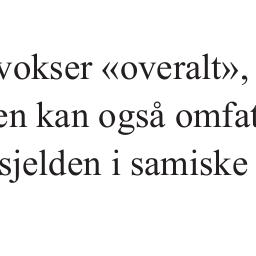 vokser «overalt»,
en kan også omfat
sjelden i samiske